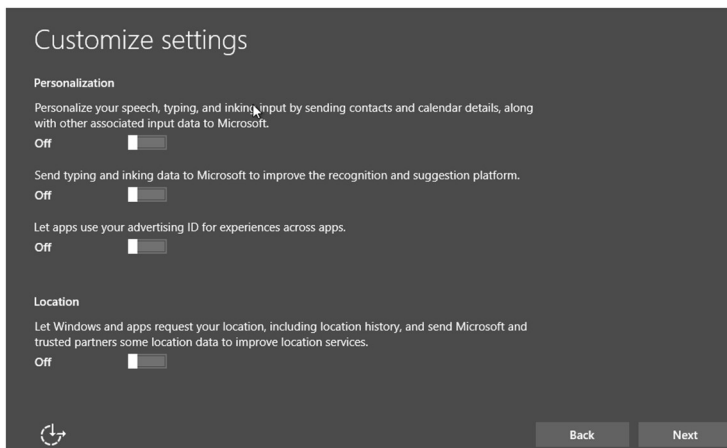 Customize settings
Personalization
Personalize your speech, typing, and inking input by sending contacts and calendar details, along
with other associated input data to Microsoft.
Off
Send typing and inking data to Microsoft to improve the recognition and suggestion platform.
Off
Let apps use your advertising ID for experiences across apps.
Off
Location
Let Windows and apps request your location, including location history, and send Microsoft and
trusted partners some location data to improve location services.
Off
Back
Next